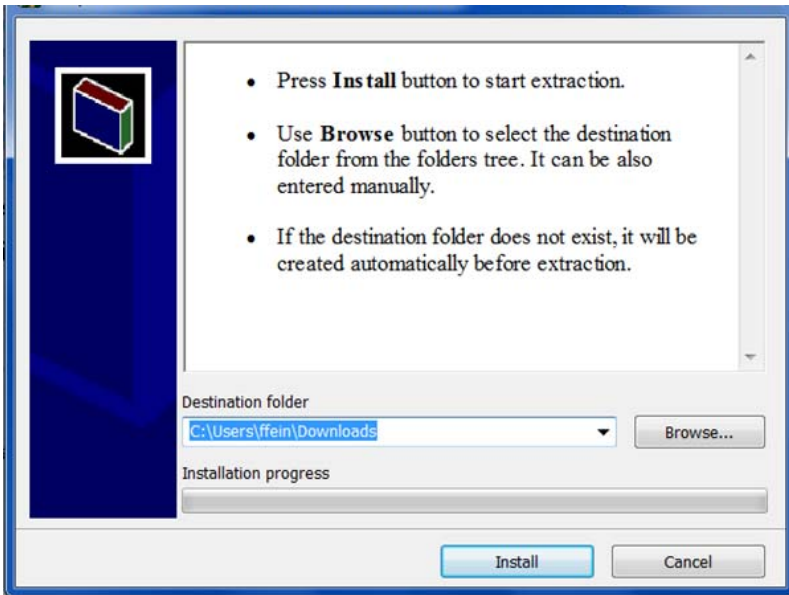 Press Install button to start extraction.
Use Browse button to select the destination
folder from the folders tree. It can be also
entered manually.
If the destination folder does not exist, it will be
created automatically before extraction.
Destination folder
C:\Users\ffein\Downloads
Browse...
Installation progress
Install
Cancel